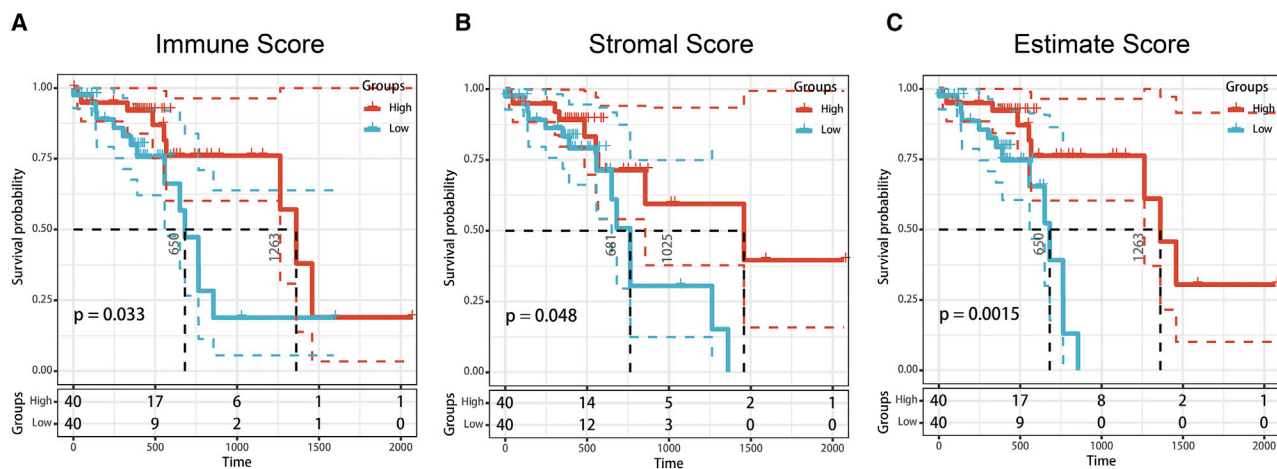 A
Immune Score
Groups
High
Low
1.00
0.75
0.50
0.25
0.00
Survival probability
650
1263
p = 0.033
Groups
High 40 17 6 1 1
Low 40 9 2 1 0
0 500 1000 1500 2000
Time
B
Stromal Score
Groups
High
Low
1.00
0.75
0.50
0.25
0.00
Survival probability
681
1025
p = 0.048
Groups
High 40 14 5 2 1
Low 40 12 3 0 0
0 500 1000 1500 2000
Time
C
Estimate Score
Groups
High
Low
1.00
0.75
0.50
0.25
0.00
Survival probability
650
1263
p = 0.0015
Groups
High 40 17 8 2 1
Low 40 9 0 0 0
0 500 1000 1500 2000
Time